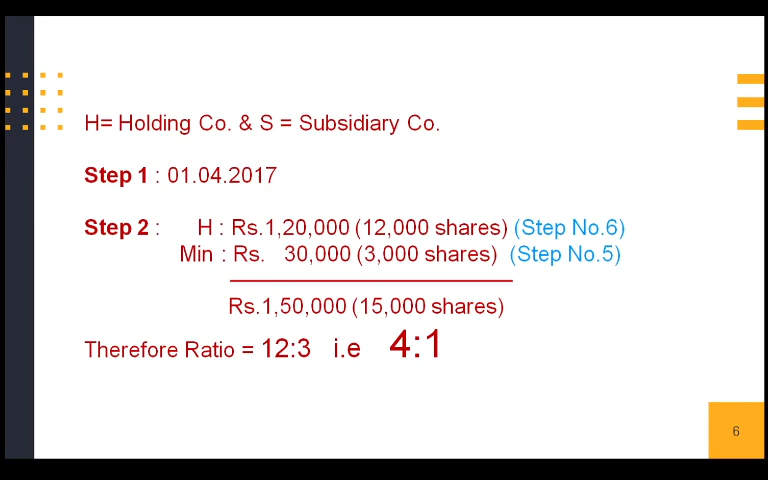 H= Holding Co. & S = Subsidiary Co.
Step 1 : 01.04.2017
Step 2 : H : Rs.1,20,000 (12,000 shares) (Step No.6)
Min : Rs. 30,000 (3,000 shares) (Step No.5)
Rs.1,50,000 (15,000 shares)
Therefore Ratio = 12:3 i.e 4:1
6